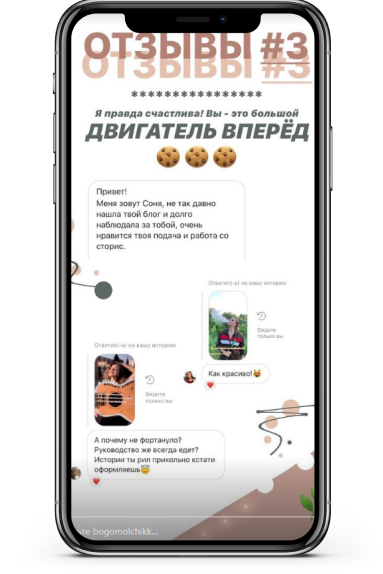 ОТЗЫВЫ #3
ОТЗЫВЫ #3
****************
Я правда счастлива! Вы - это большой
ДВИГАТЕЛЬ ВПЕРЁД
Привет!
Меня зовут Соня, не так давно
нашла твой блог и долго
наблюдала за тобой, очень
нравится твоя подача и работа со
сторис.
Ответил(-а) на вашу историю
Видите
только вы
Как красиво!😻
Ответил(-а) на вашу историю
Видите
только вы
А почему не фортануло?
Руководство же всегда едет?
Истории ты рил прикольно кстати
оформляешь😇
те bogomolchikk...